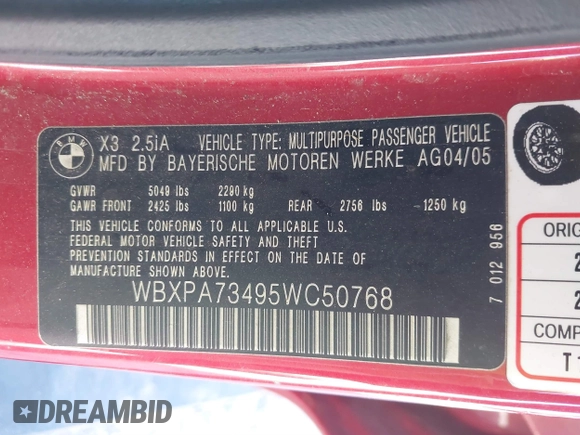 BMW
X3 2.5iA VEHICLE TYPE: MULTIPURPOSE PASSENGER VEHICLE
MFD BY BAYERISCHE MOTOREN WERKE AG04/05
GVWR 5049 lbs 2290 kg
GAWR FRONT 2425 lbs 1100 kg REAR 2756 lbs 1250 kg
THIS VEHICLE CONFORMS TO ALL APPLICABLE U.S.
FEDERAL MOTOR VEHICLE SAFETY AND THEFT
PREVENTION STANDARDS IN EFFECT ON THE DATE OF
MANUFACTURE SHOWN ABOVE
WBXPA73495WC50768
7 012 956
ORIG
2
2
COMP
T
DREAMBID